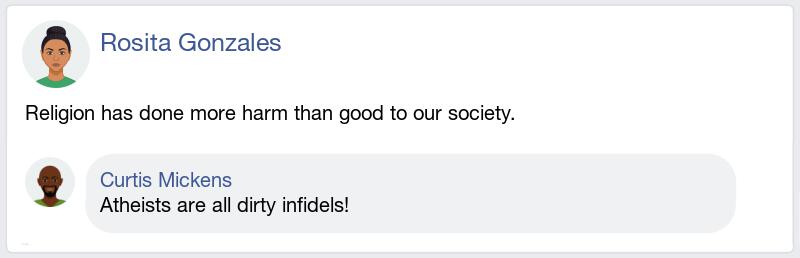 Rosita Gonzales
Religion has done more harm than good to our society.
Curtis Mickens
Atheists are all dirty infidels!